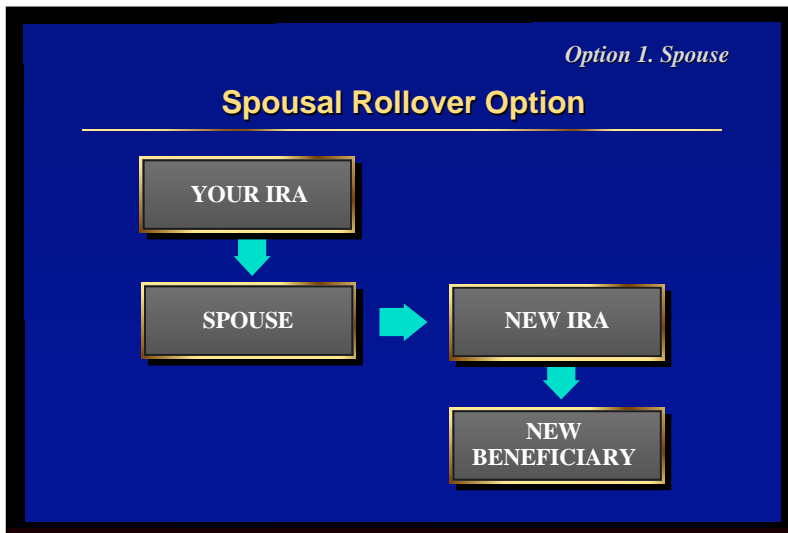 Option 1. Spouse
Spousal Rollover Option
YOUR IRA
SPOUSE
NEW IRA
NEW
BENEFICIARY